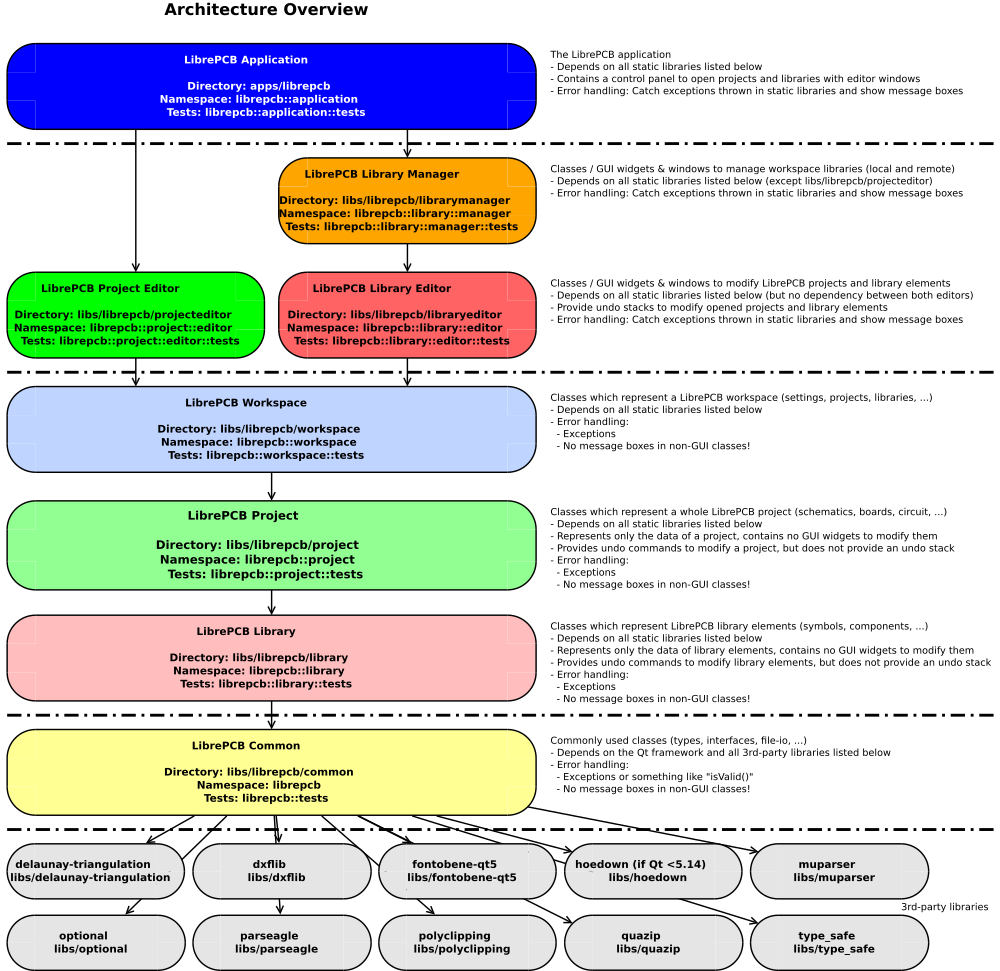 Architecture Overview
LibrePCB Application
Directory: apps/librepcb
Namespace: librepcb::application
Tests: librepcb::application::tests
The LibrePCB application
- Depends on all static libraries listed below
- Contains a control panel to open projects and libraries with editor windows
- Error handling: Catch exceptions thrown in static libraries and show message boxes
LibrePCB Library Manager
Directory: libs/librepcb/librarymanager
Namespace: librepcb::library::manager
Tests: librepcb::library::manager::tests
Classes / GUI widgets & windows to manage workspace libraries (local and remote)
- Depends on all static libraries listed below (except libs/librepcb/projecteditor)
- Error handling: Catch exceptions thrown in static libraries and show message boxes
LibrePCB Project Editor
Directory: libs/librepcb/projecteditor
Namespace: librepcb::project::editor
Tests: librepcb::project::editor::tests
LibrePCB Library Editor
Directory: libs/librepcb/libraryeditor
Namespace: librepcb::library::editor
Tests: librepcb::library::editor::tests
Classes / GUI widgets & windows to modify LibrePCB projects and library elements
- Depends on all static libraries listed below (but no dependency between both editors)
- Provide undo stacks to modify opened projects and library elements
- Error handling: Catch exceptions thrown in static libraries and show message boxes
LibrePCB Workspace
Directory: libs/librepcb/workspace
Namespace: librepcb::workspace
Tests: librepcb::workspace::tests
Classes which represent a LibrePCB workspace (settings, projects, libraries, ...)
- Depends on all static libraries listed below
- Error handling:
- Exceptions
- No message boxes in non-GUI classes!
LibrePCB Project
Directory: libs/librepcb/project
Namespace: librepcb::project
Tests: librepcb::project::tests
Classes which represent a whole LibrePCB project (schematics, boards, circuit, ...)
- Depends on all static libraries listed below
- Represents only the data of a project, contains no GUI widgets to modify them
- Provides undo commands to modify a project, but does not provide an undo stack
- Error handling:
- Exceptions
- No message boxes in non-GUI classes!
LibrePCB Library
Directory: libs/librepcb/library
Namespace: librepcb::library
Tests: librepcb::library::tests
Classes which represent LibrePCB library elements (symbols, components, ...)
- Depends on all static libraries listed below
- Represents only the data of library elements, contains no GUI widgets to modify them
- Provides undo commands to modify library elements, but does not provide an undo stack
- Error handling:
- Exceptions
- No message boxes in non-GUI classes!
LibrePCB Common
Directory: libs/librepcb/common
Namespace: librepcb
Tests: librepcb::tests
Commonly used classes (types, interfaces, file-io, ...)
- Depends on the Qt framework and all 3rd-party libraries listed below
- Error handling:
- Exceptions or something like "isValid()"
- No message boxes in non-GUI classes!
delaunay-triangulation
libs/delaunay-triangulation
dxflib
libs/dxflib
fontobene-qt5
libs/fontobene-qt5
hoedown (if Qt <5.14)
libs/hoedown
muparser
libs/muparser
3rd-party libraries
optional
libs/optional
parseagle
libs/parseagle
polyclipping
libs/polyclipping
quazip
libs/quazip
type_safe
libs/type_safe